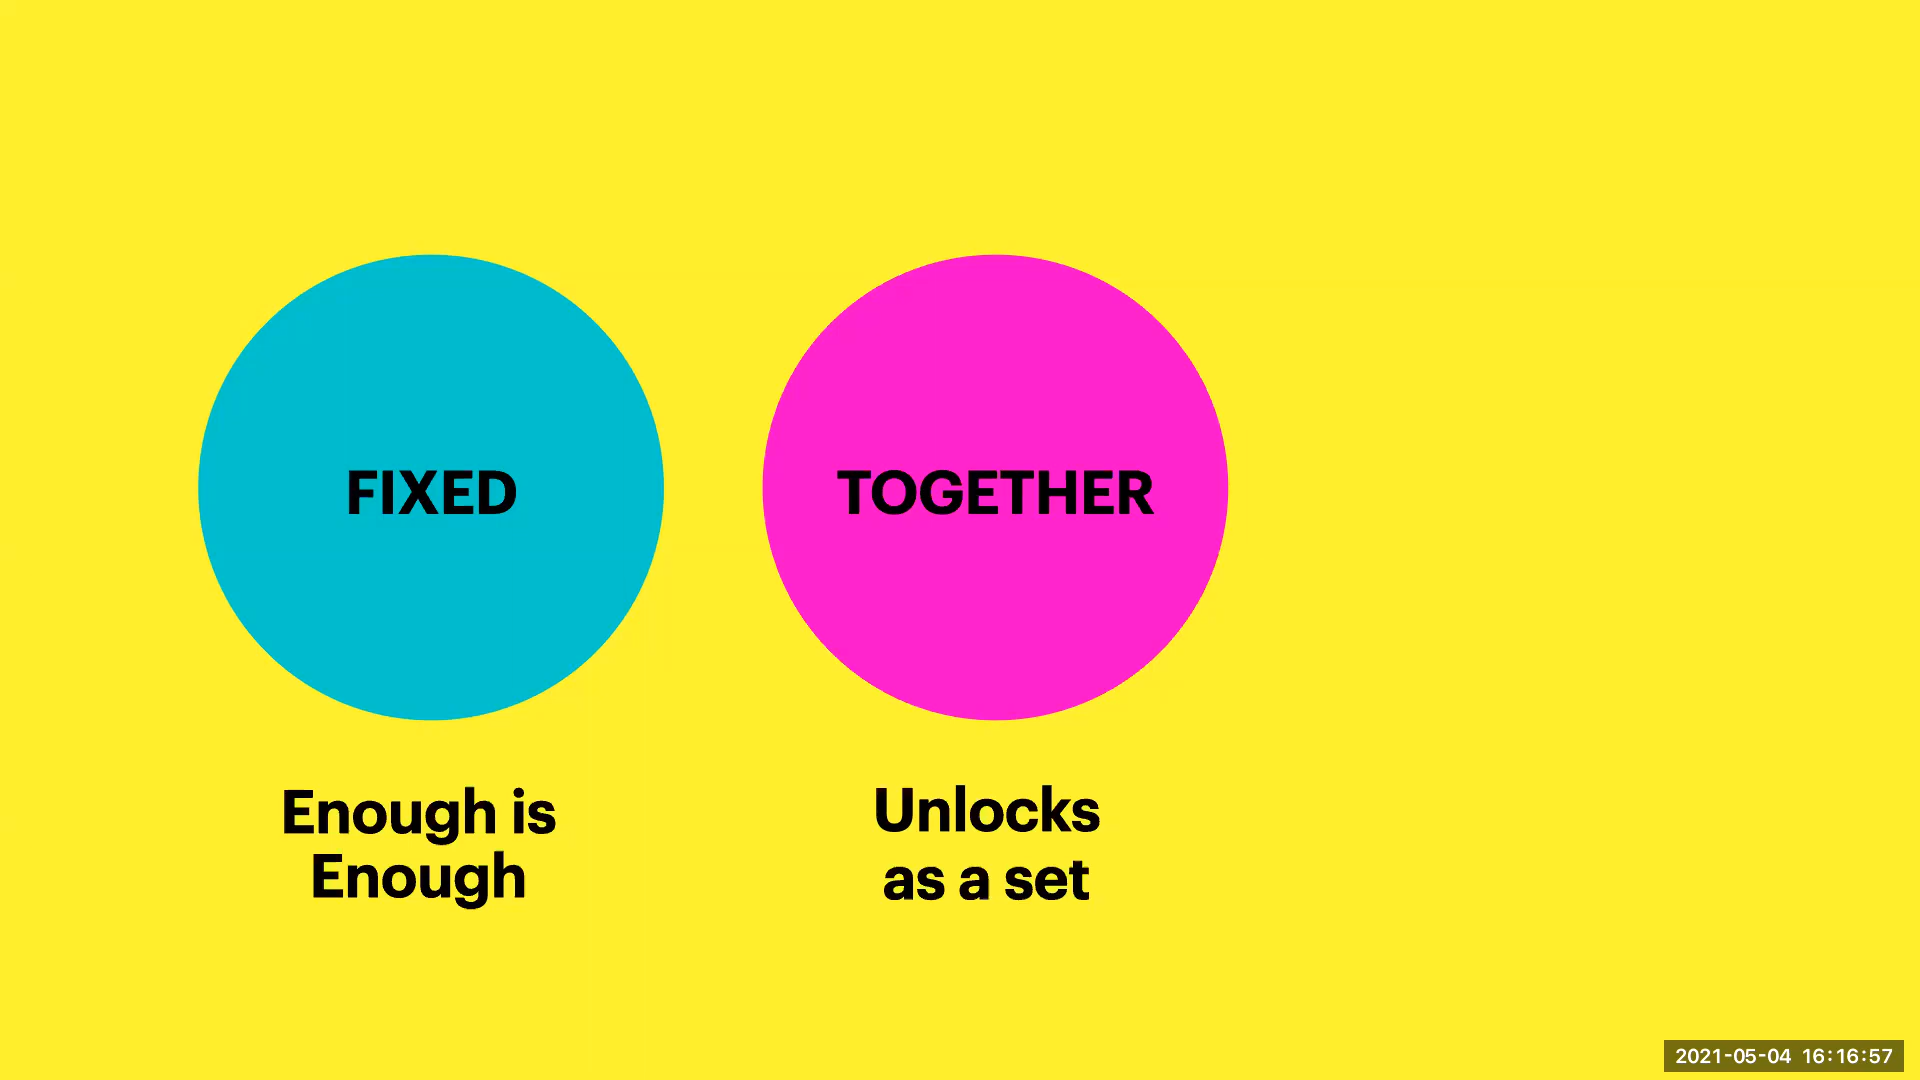 FIXED
TOGETHER
Enough is
Enough
Unlocks
as a set
2021-05-04 16:16:57